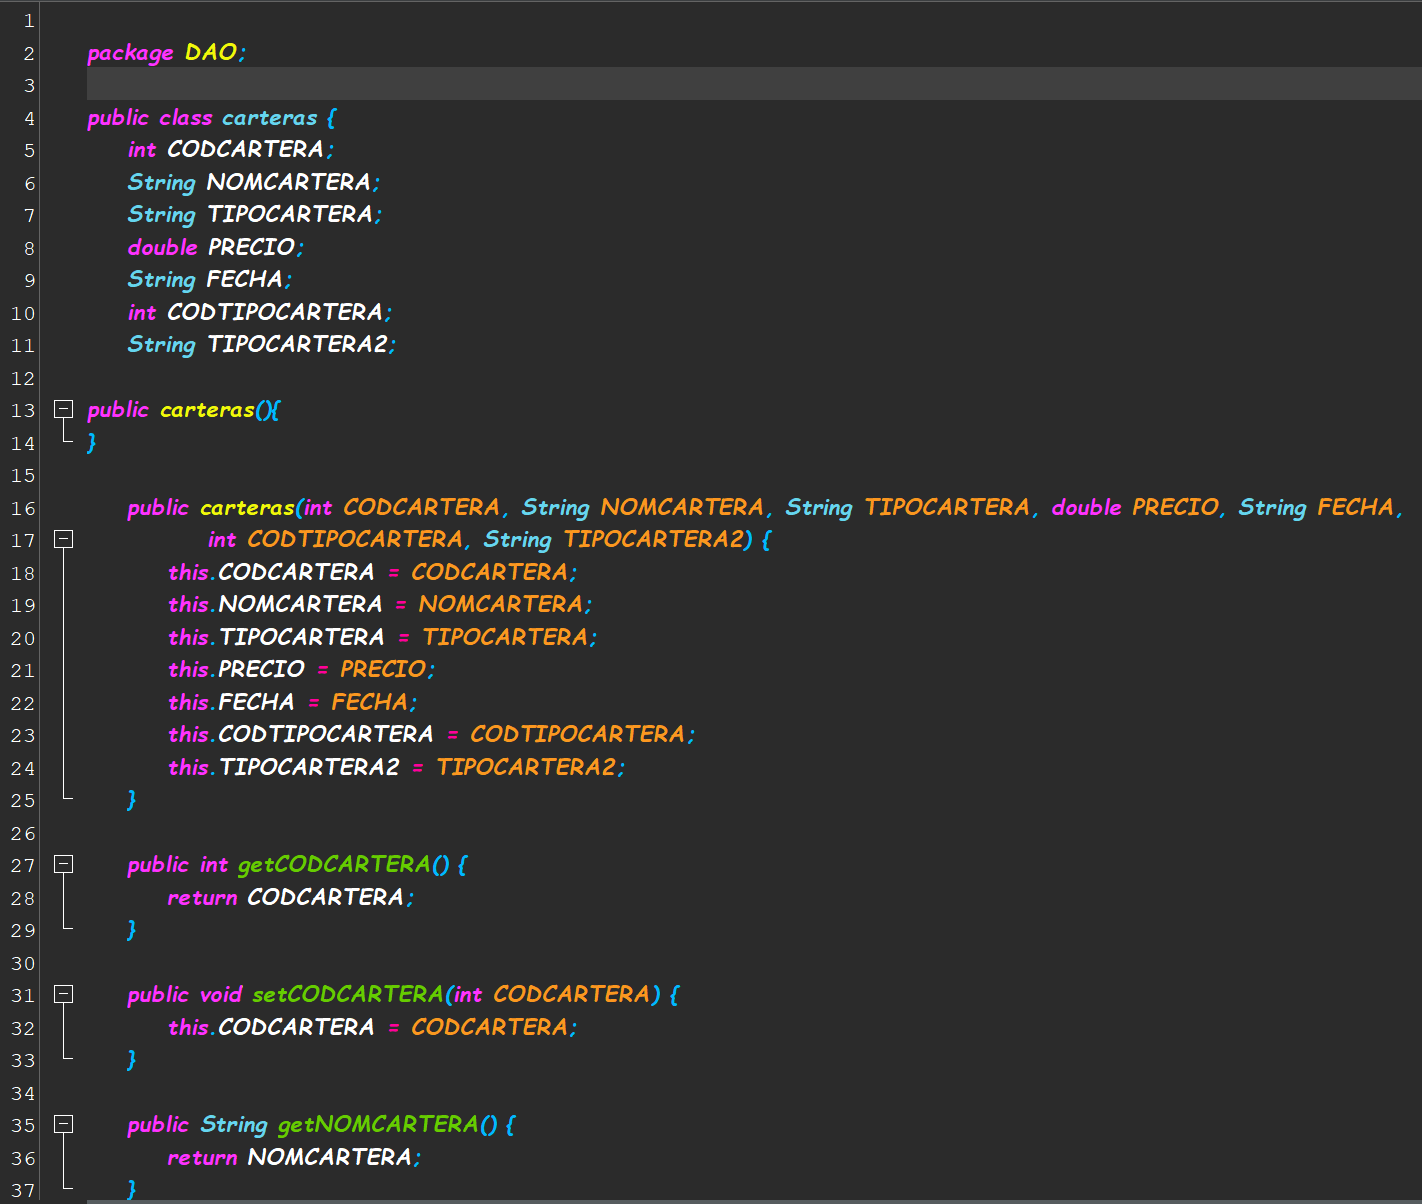 1
2 package DAO;
3
4 public class carteras {
5 int CODCARTERA;
6 String NOMCARTERA;
7 String TIPOCARTERA;
8 double PRECIO;
9 String FECHA;
10 int CODTIPOCARTERA;
11 String TIPOCARTERA2;
12
13 public carteras(){
14 }
15
16 public carteras(int CODCARTERA, String NOMCARTERA, String TIPOCARTERA, double PRECIO, String FECHA,
17 int CODTIPOCARTERA, String TIPOCARTERA2) {
18 this.CODCARTERA = CODCARTERA;
19 this.NOMCARTERA = NOMCARTERA;
20 this.TIPOCARTERA = TIPOCARTERA;
21 this.PRECIO = PRECIO;
22 this.FECHA = FECHA;
23 this.CODTIPOCARTERA = CODTIPOCARTERA;
24 this.TIPOCARTERA2 = TIPOCARTERA2;
25 }
26
27 public int getCODCARTERA() {
28 return CODCARTERA;
29 }
30
31 public void setCODCARTERA(int CODCARTERA) {
32 this.CODCARTERA = CODCARTERA;
33 }
34
35 public String getNOMCARTERA() {
36 return NOMCARTERA;
37 }